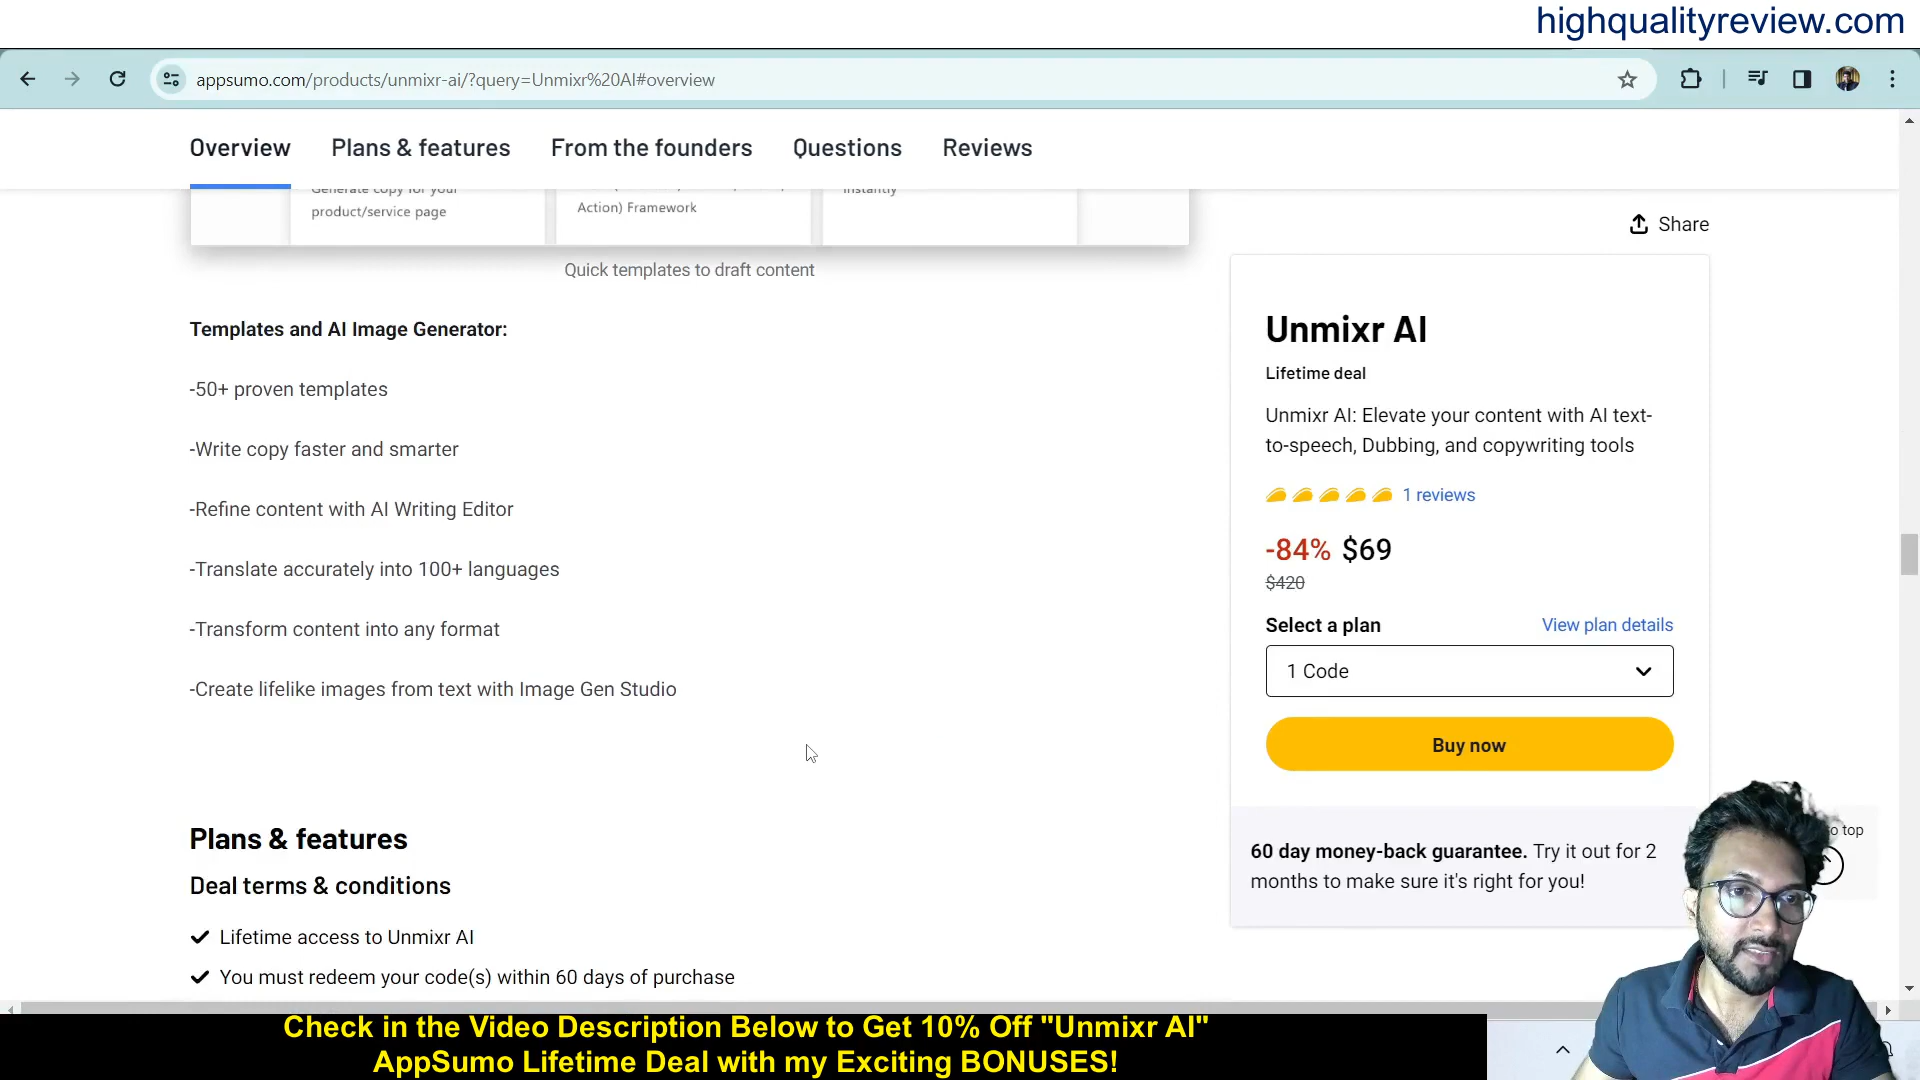 highqualityreview.com
appsumo.com/products/unmixr-ai/?query=Unmixr%20AI#overview
Overview Plans & features From the founders Questions Reviews
Generate copy for your
product/service page
Action) Framework
instantly
Share
Quick templates to draft content
Templates and AI Image Generator:
-50+ proven templates
-Write copy faster and smarter
-Refine content with AI Writing Editor
-Translate accurately into 100+ languages
-Transform content into any format
-Create lifelike images from text with Image Gen Studio
Plans & features
Deal terms & conditions
Lifetime access to Unmixr AI
You must redeem your code(s) within 60 days of purchase
Unmixr AI
Lifetime deal
Unmixr AI: Elevate your content with AI text-
to-speech, Dubbing, and copywriting tools
1 reviews
-84% $69
$420
Select a plan View plan details
1 Code
Buy now
60 day money-back guarantee. Try it out for 2
months to make sure it's right for you!
o top
Check in the Video Description Below to Get 10% Off "Unmixr AI"
AppSumo Lifetime Deal with my Exciting BONUSES!